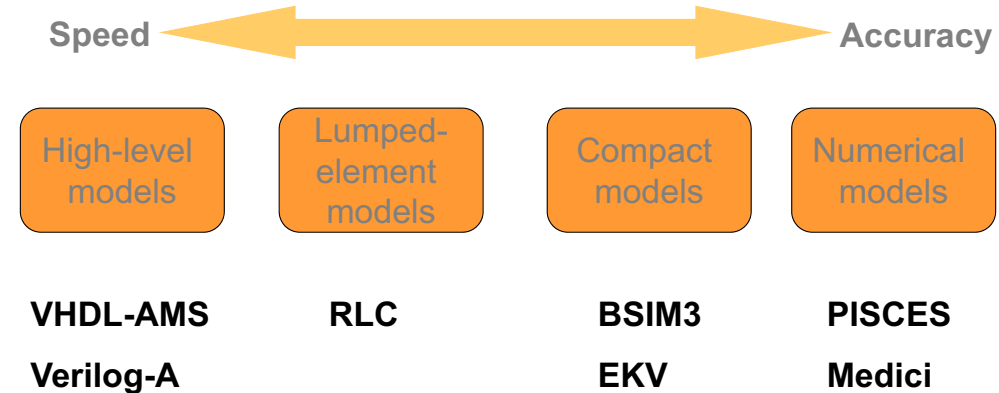 Speed
Accuracy
High-level
models
Lumped-
element
models
Compact
models
Numerical
models
VHDL-AMS
RLC
BSIM3
PISCES
Verilog-A
EKV
Medici